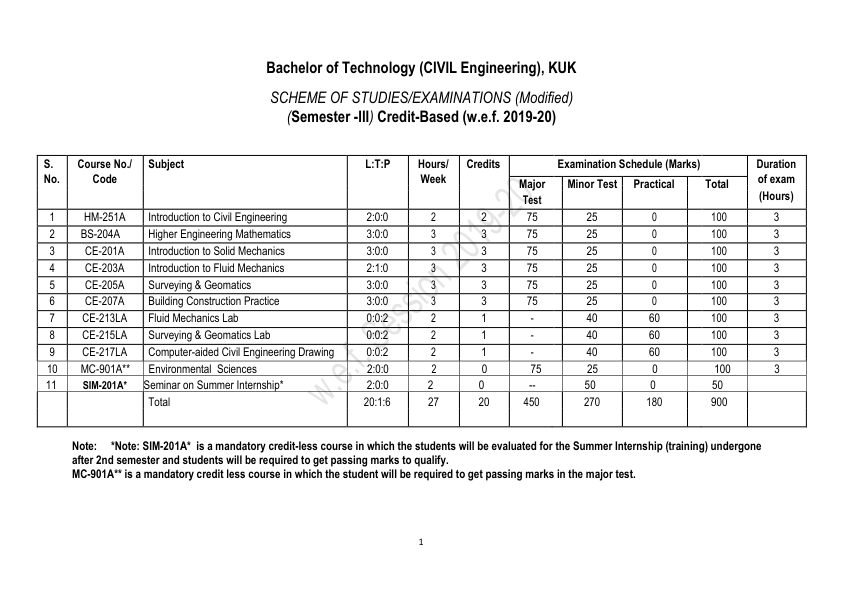 Bachelor of Technology (CIVIL Engineering), KUK
SCHEME OF STUDIES/EXAMINATIONS (Modified)
(Semester -III) Credit-Based (w.e.f. 2019-20)
S. No. Course No./ Code Subject L:T:P Hours/ Week Credits Examination Schedule (Marks) Duration of exam (Hours)
Major Test Minor Test Practical Total
1 HM-251A Introduction to Civil Engineering 2:0:0 2 2 75 25 0 100 3
2 BS-204A Higher Engineering Mathematics 3:0:0 3 3 75 25 0 100 3
3 CE-201A Introduction to Solid Mechanics 3:0:0 3 3 75 25 0 100 3
4 CE-203A Introduction to Fluid Mechanics 2:1:0 3 3 75 25 0 100 3
5 CE-205A Surveying & Geomatics 3:0:0 3 3 75 25 0 100 3
6 CE-207A Building Construction Practice 3:0:0 3 3 75 25 0 100 3
7 CE-213LA Fluid Mechanics Lab 0:0:2 2 1 - 40 60 100 3
8 CE-215LA Surveying & Geomatics Lab 0:0:2 2 1 - 40 60 100 3
9 CE-217LA Computer-aided Civil Engineering Drawing 0:0:2 2 1 - 40 60 100 3
10 MC-901A** Environmental Sciences 2:0:0 2 0 75 25 0 100 3
11 SIM-201A* Seminar on Summer Internship* 2:0:0 2 0 -- 50 0 50
Total 20:1:6 27 20 450 270 180 900
w.e.f. Session 2019-20
Note: *Note: SIM-201A* is a mandatory credit-less course in which the students will be evaluated for the Summer Internship (training) undergone
after 2nd semester and students will be required to get passing marks to qualify.
MC-901A** is a mandatory credit less course in which the student will be required to get passing marks in the major test.
1